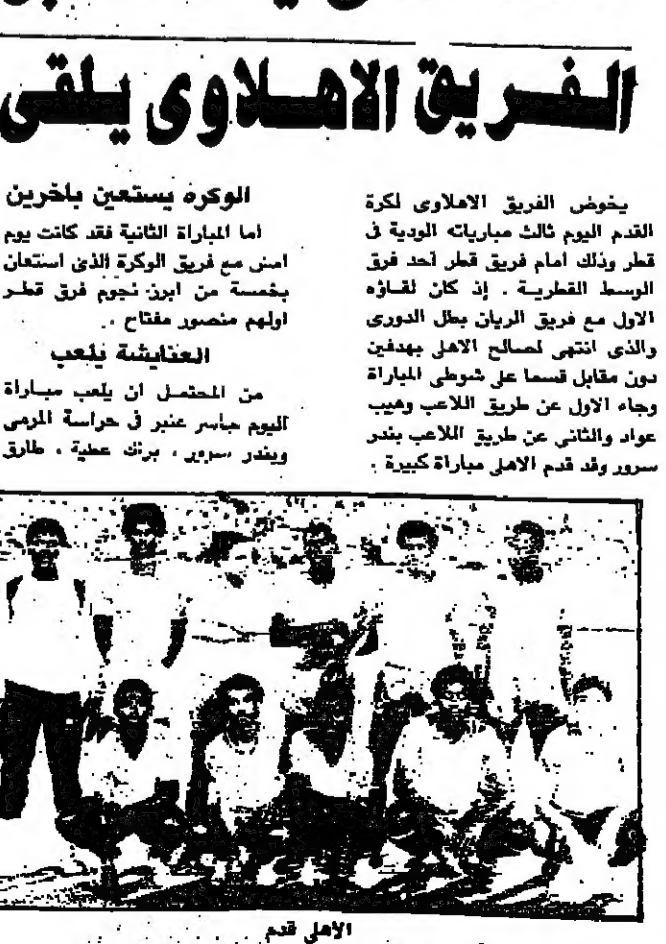 الفريق الاهلاوى يلقى
يخوض الفريق الاهلاوى لكرة
القدم اليوم ثالث مبارياته الودية فى
قطر وذلك امام فريق قطر احد فرق
الوسط القطرية . إذ كان لقاؤه
الاول مع فريق الريان بطل الدورى
والذى انتهى لصالح الاهلى بهدفين
دون مقابل قسما على شوطى المباراة
وجاء الاول عن طريق اللاعب وهيب
عواد والثانى عن طريق اللاعب بندر
سرور وقد قدم الاهلى مباراة كبيرة .
الوكره يستعين باخرين
أما المباراة الثانية فقد كانت يوم
امس مع فريق الوكرة الذى استعان
بخمسة من ابرز نجوم فرق قطر
اولهم منصور مفتاح .
العتايشة يلعب
من المحتمل ان يلعب مباراة
اليوم جاسر عنبر فى حراسة المرمى
وبندر سرور ، برك عطية ، طارق
الأهلى قدم